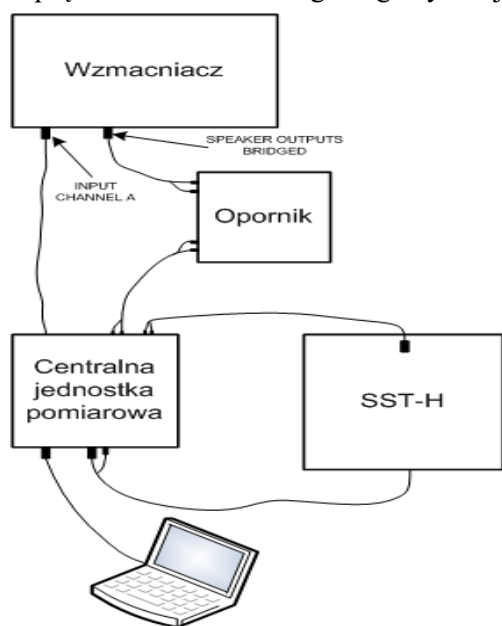 Wzmacniacz
SPEAKER OUTPUTS
BRIDGED
INPUT
CHANNEL A
Opornik
Centralna
jednostka
pomiarowa
SST-H